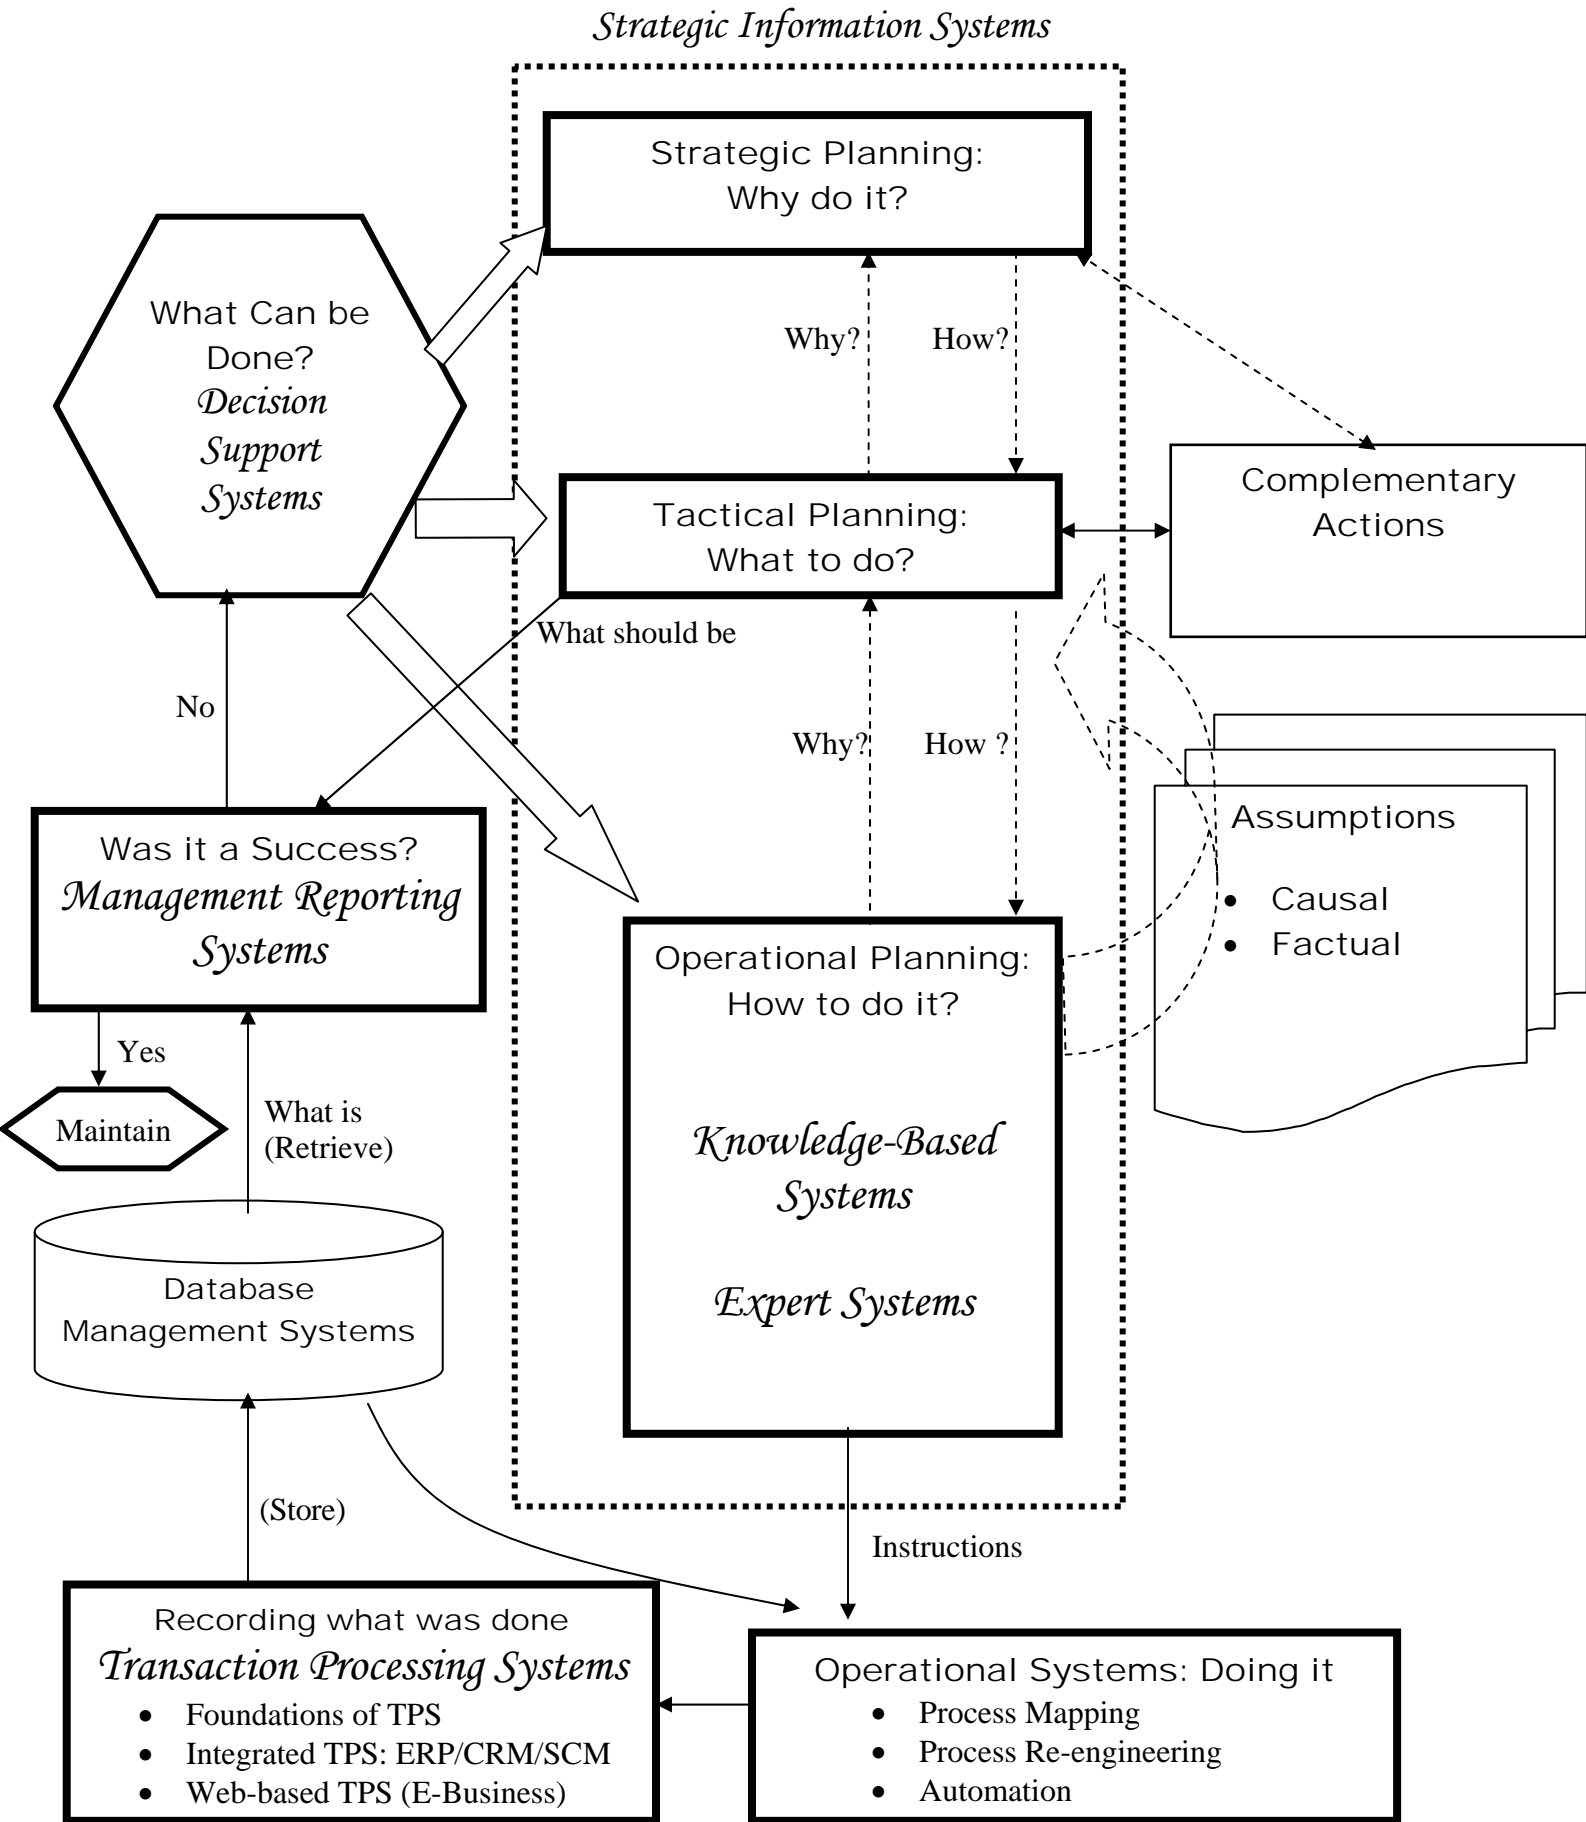 Strategic Information Systems
Strategic Planning:
Why do it?
What Can be
Done?
Decision
Support
Systems
Why?
How?
Complementary
Actions
Tactical Planning:
What to do?
What should be
No
Why?
How ?
Assumptions
• Causal
• Factual
Was it a Success?
Management Reporting
Systems
Operational Planning:
How to do it?
Knowledge-Based
Systems
Expert Systems
Yes
Maintain
What is
(Retrieve)
Database
Management Systems
(Store)
Instructions
Recording what was done
Transaction Processing Systems
• Foundations of TPS
• Integrated TPS: ERP/CRM/SCM
• Web-based TPS (E-Business)
Operational Systems: Doing it
• Process Mapping
• Process Re-engineering
• Automation